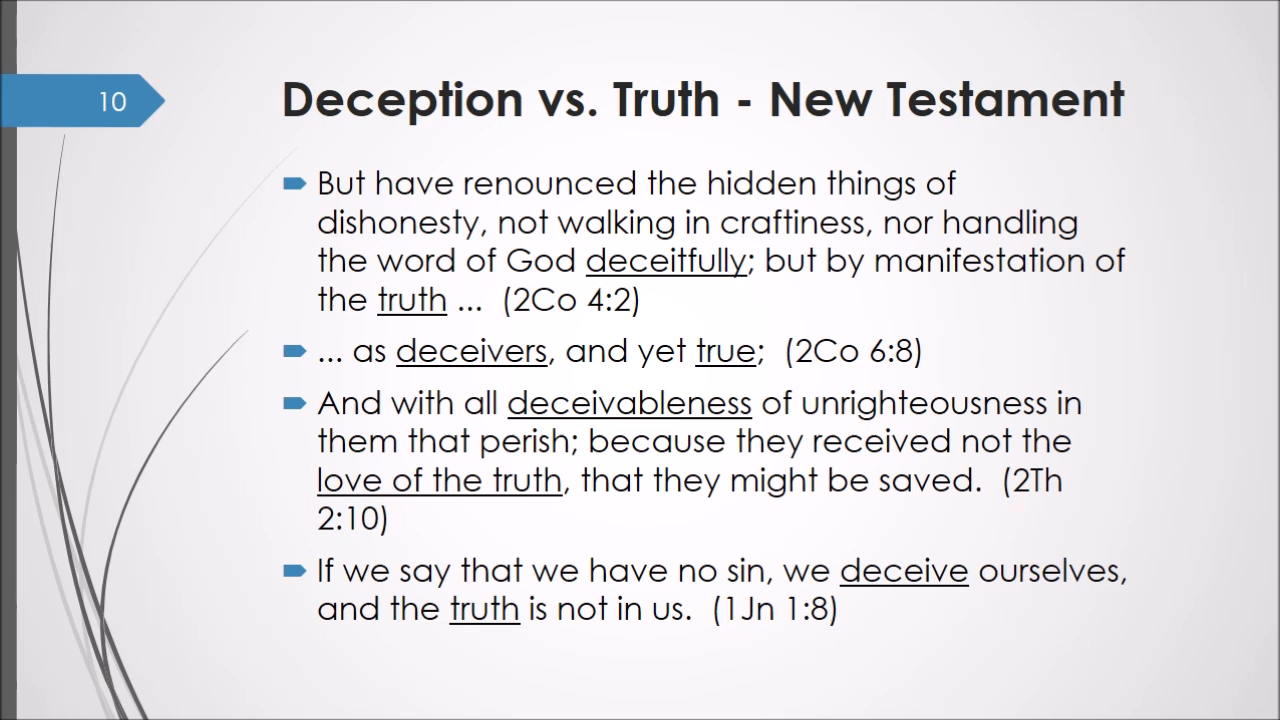 10
Deception vs. Truth - New Testament
But have renounced the hidden things of
dishonesty, not walking in craftiness, nor handling
the word of God deceitfully; but by manifestation of
the truth ... (2Co 4:2)
... as deceivers, and yet true; (2Co 6:8)
And with all deceivableness of unrighteousness in
them that perish; because they received not the
love of the truth, that they might be saved. (2Th
2:10)
If we say that we have no sin, we deceive ourselves,
and the truth is not in us. (1Jn 1:8)